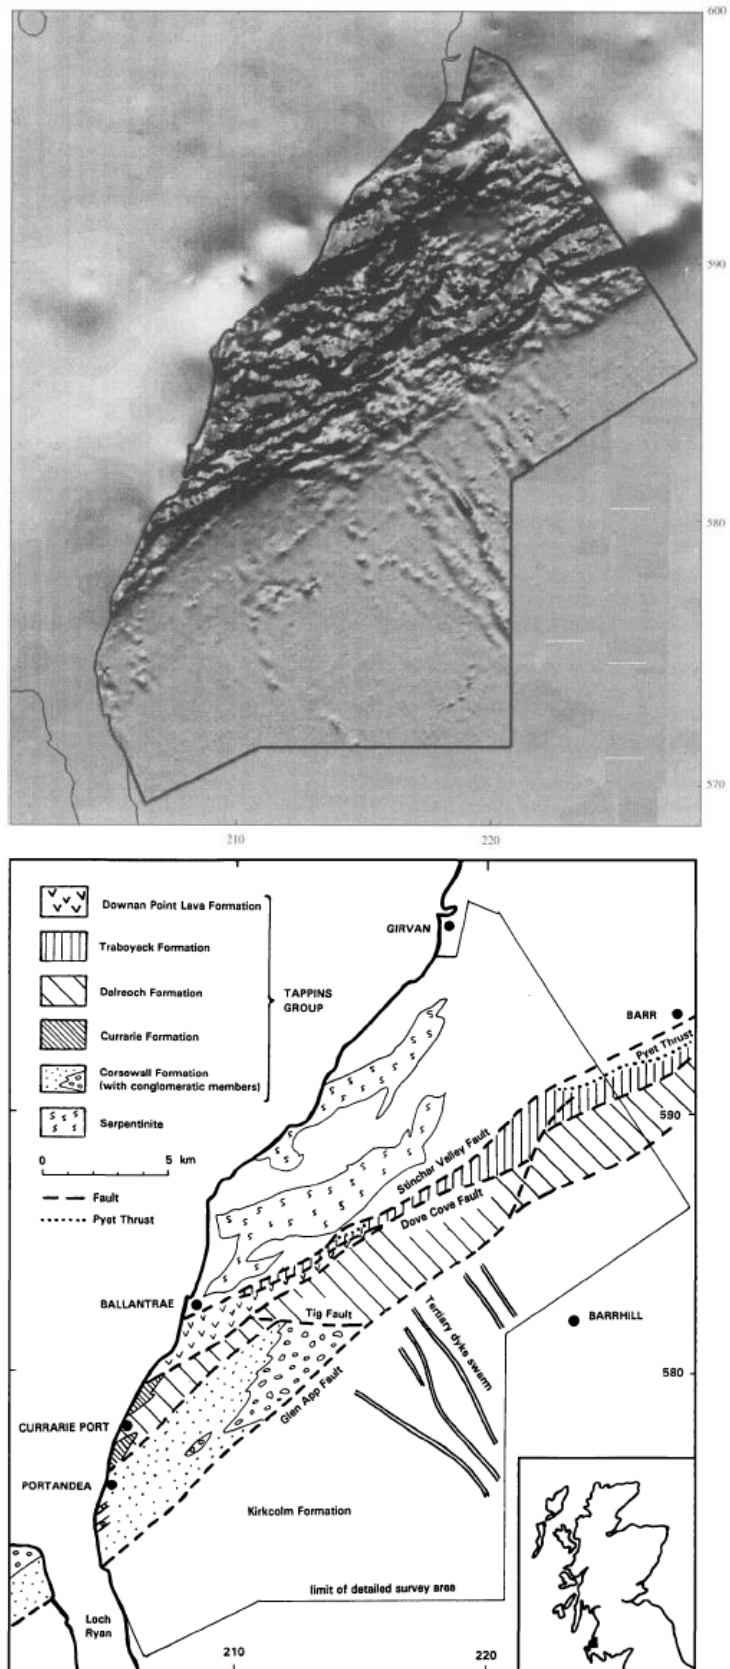 600
590
580
570
210
220
Downan Point Lava Formation
Traboyack Formation
Dalreoch Formation
Currarie Formation
Corsewall Formation
(with conglomeratic members)
Serpentinite
TAPPINS
GROUP
0 5 km
Fault
Pyet Thrust
GIRVAN
BARR
Pyet Thrust
590
Stinchar Valley Fault
Dove Cove Fault
BALLANTRAE
Tig Fault
Tertiary dyke swarm
BARRHILL
Glen App Fault
580
CURRARIE PORT
PORTANDEA
Kirkcolm Formation
limit of detailed survey area
Loch
Ryan
210
220